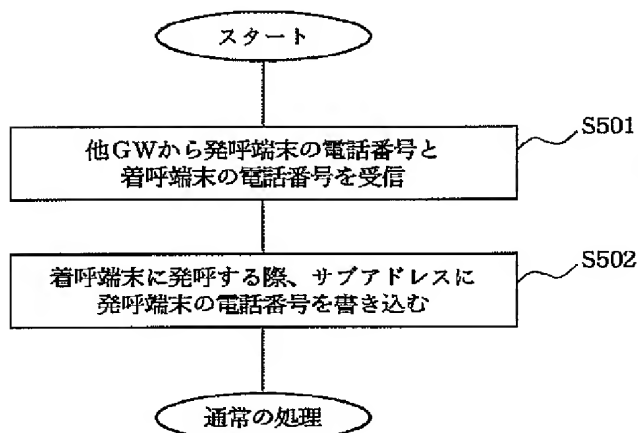 スタート
他GWから発呼端末の電話番号と
着呼端末の電話番号を受信
S501
着呼端末に発呼する際、サブアドレスに
発呼端末の電話番号を書き込む
S502
通常の処理